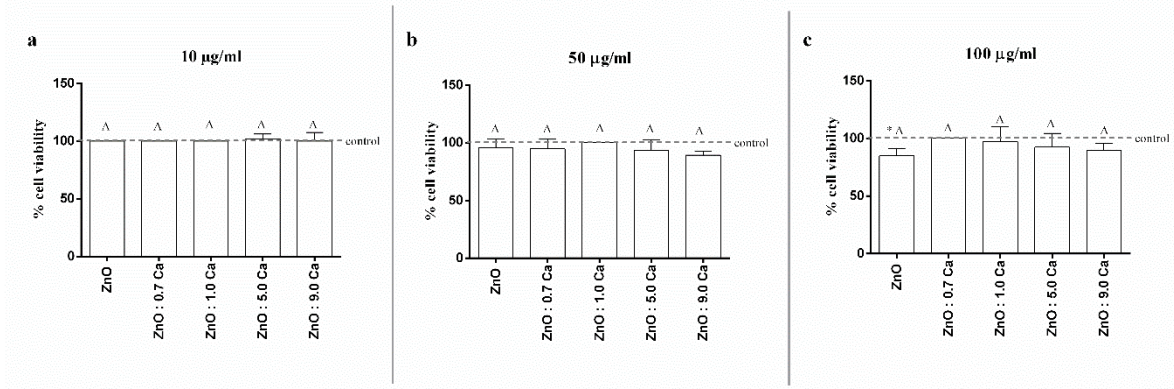 a
10 µg/ml
% cell viability
150
100
50
0
A A A A A
control
ZnO
ZnO : 0.7 Ca
ZnO : 1.0 Ca
ZnO : 5.0 Ca
ZnO : 9.0 Ca
b
50 µg/ml
% cell viability
150
100
50
0
A A A A A
control
ZnO
ZnO : 0.7 Ca
ZnO : 1.0 Ca
ZnO : 5.0 Ca
ZnO : 9.0 Ca
c
100 µg/ml
% cell viability
150
100
50
0
* A A A A A
control
ZnO
ZnO : 0.7 Ca
ZnO : 1.0 Ca
ZnO : 5.0 Ca
ZnO : 9.0 Ca